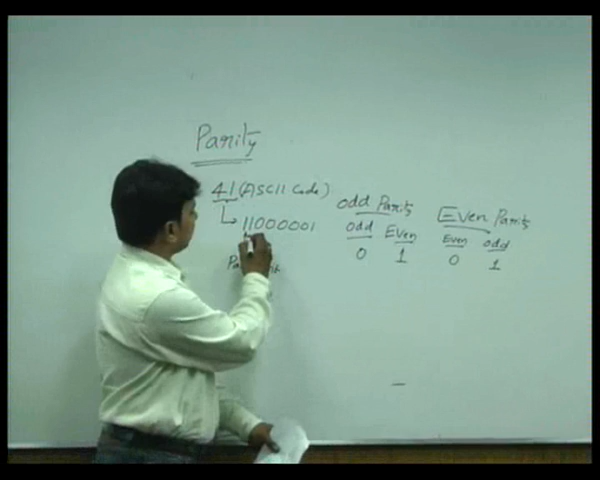 Parity
41 (ASCII Code)
11000001
odd Parity
odd Even
0 1
Even Parity
Even odd
0 1